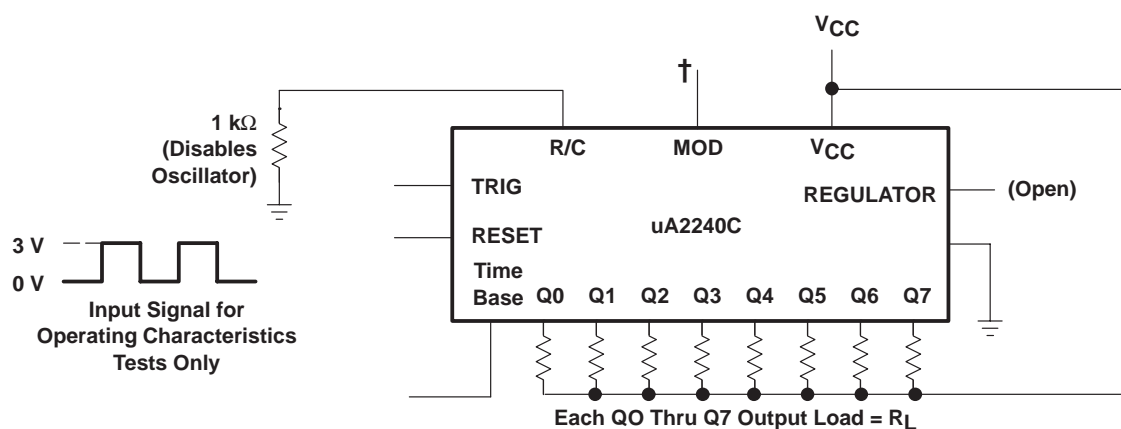 VCC
†
1 kΩ
(Disables
Oscillator)
R/C
MOD
VCC
TRIG
REGULATOR
(Open)
RESET
uA2240C
3 V
0 V
Time
Base
Q0 Q1 Q2 Q3 Q4 Q5 Q6 Q7
Input Signal for
Operating Characteristics
Tests Only
Each QO Thru Q7 Output Load = RL